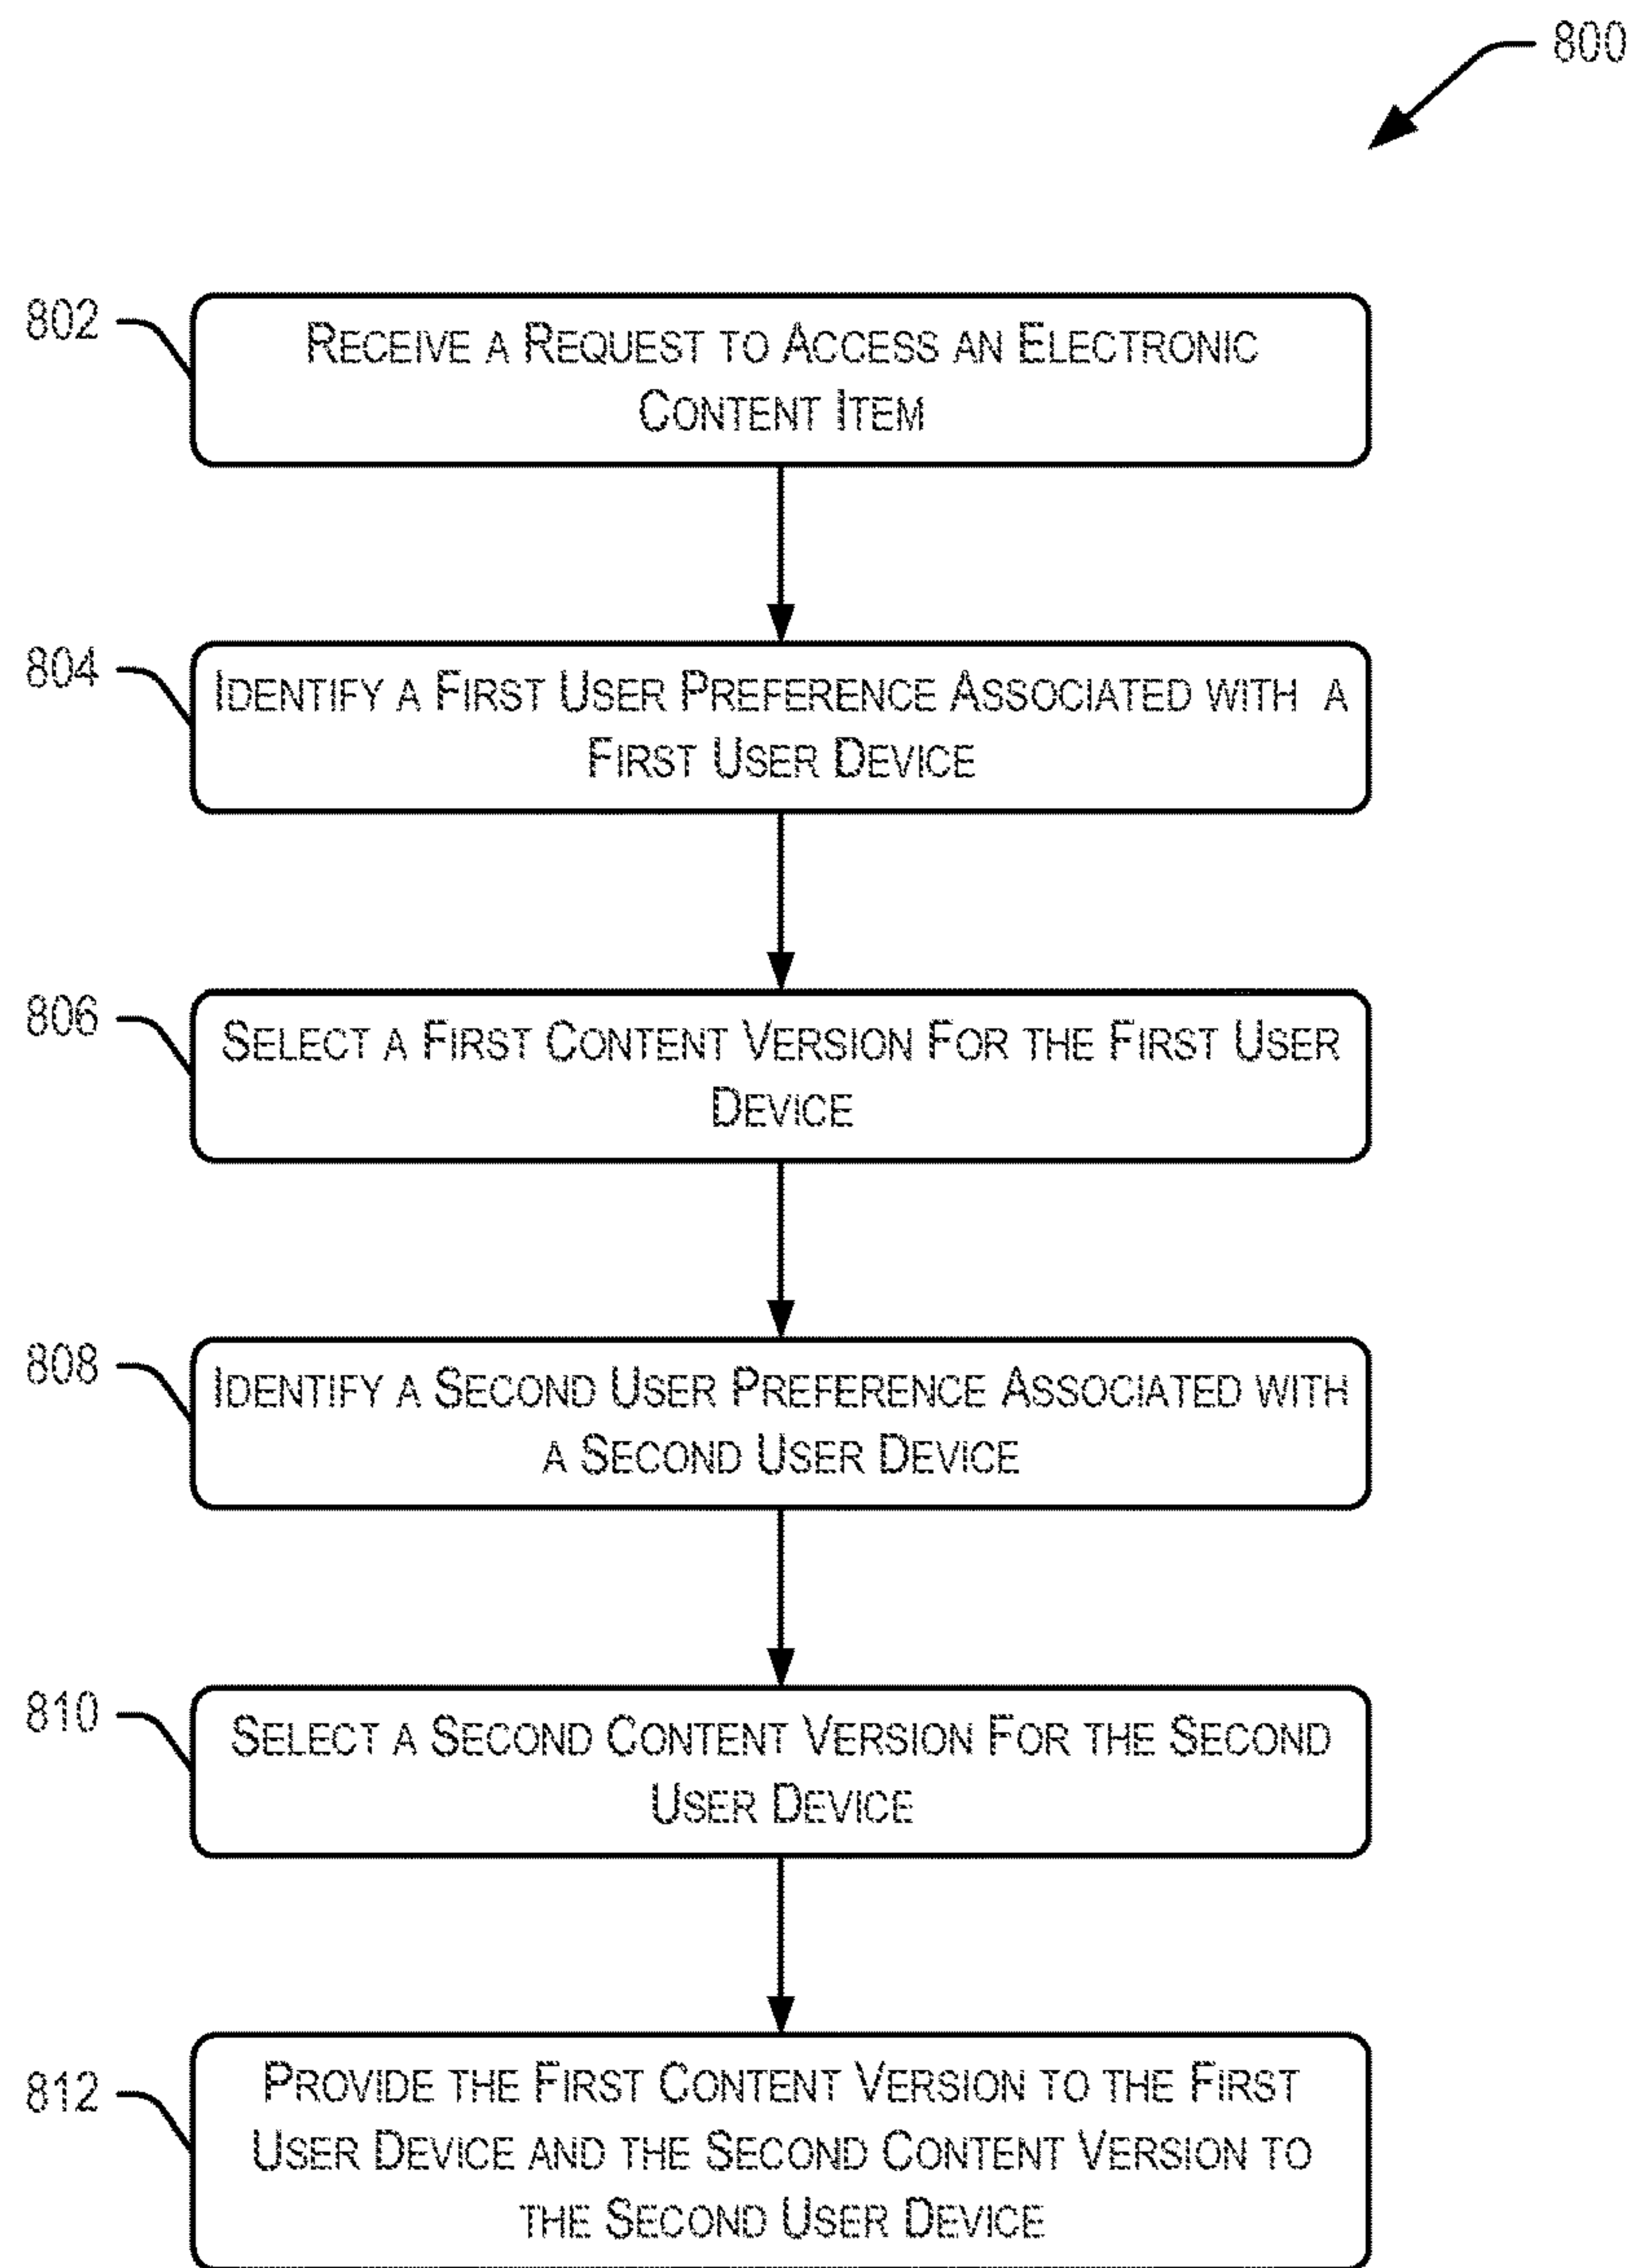 800
802
RECEIVE A REQUEST TO ACCESS AN ELECTRONIC
CONTENT ITEM
804
IDENTIFY A FIRST USER PREFERENCE ASSOCIATED WITH A
FIRST USER DEVICE
806
SELECT A FIRST CONTENT VERSION FOR THE FIRST USER
DEVICE
808
IDENTIFY A SECOND USER PREFERENCE ASSOCIATED WITH
A SECOND USER DEVICE
810
SELECT A SECOND CONTENT VERSION FOR THE SECOND
USER DEVICE
812
PROVIDE THE FIRST CONTENT VERSION TO THE FIRST
USER DEVICE AND THE SECOND CONTENT VERSION TO
THE SECOND USER DEVICE